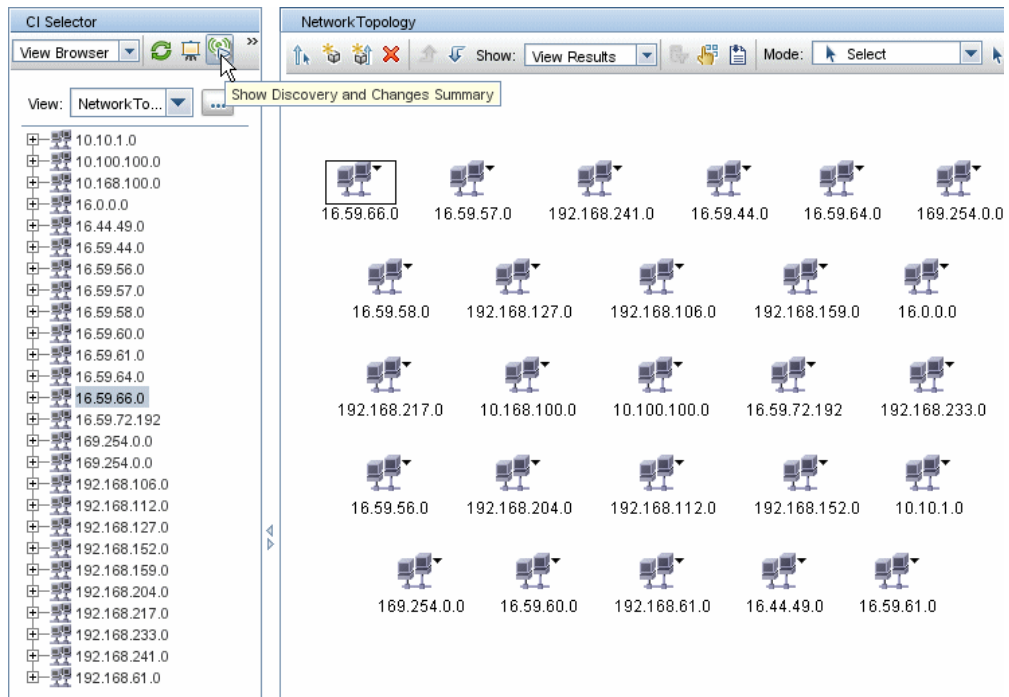 CI Selector
View Browser
»
Show Discovery and Changes Summary
View: NetworkTo... ...
10.10.1.0
10.100.100.0
10.168.100.0
16.0.0.0
16.44.49.0
16.59.44.0
16.59.56.0
16.59.57.0
16.59.58.0
16.59.60.0
16.59.61.0
16.59.64.0
16.59.66.0
16.59.72.192
169.254.0.0
169.254.0.0
192.168.106.0
192.168.112.0
192.168.127.0
192.168.152.0
192.168.159.0
192.168.204.0
192.168.217.0
192.168.233.0
192.168.241.0
192.168.61.0
NetworkTopology
Show: View Results Mode: Select
16.59.66.0 16.59.57.0 192.168.241.0 16.59.44.0 16.59.64.0 169.254.0.0
16.59.58.0 192.168.127.0 192.168.106.0 192.168.159.0 16.0.0.0
192.168.217.0 10.168.100.0 10.100.100.0 16.59.72.192 192.168.233.0
16.59.56.0 192.168.204.0 192.168.112.0 192.168.152.0 10.10.1.0
169.254.0.0 16.59.60.0 192.168.61.0 16.44.49.0 16.59.61.0